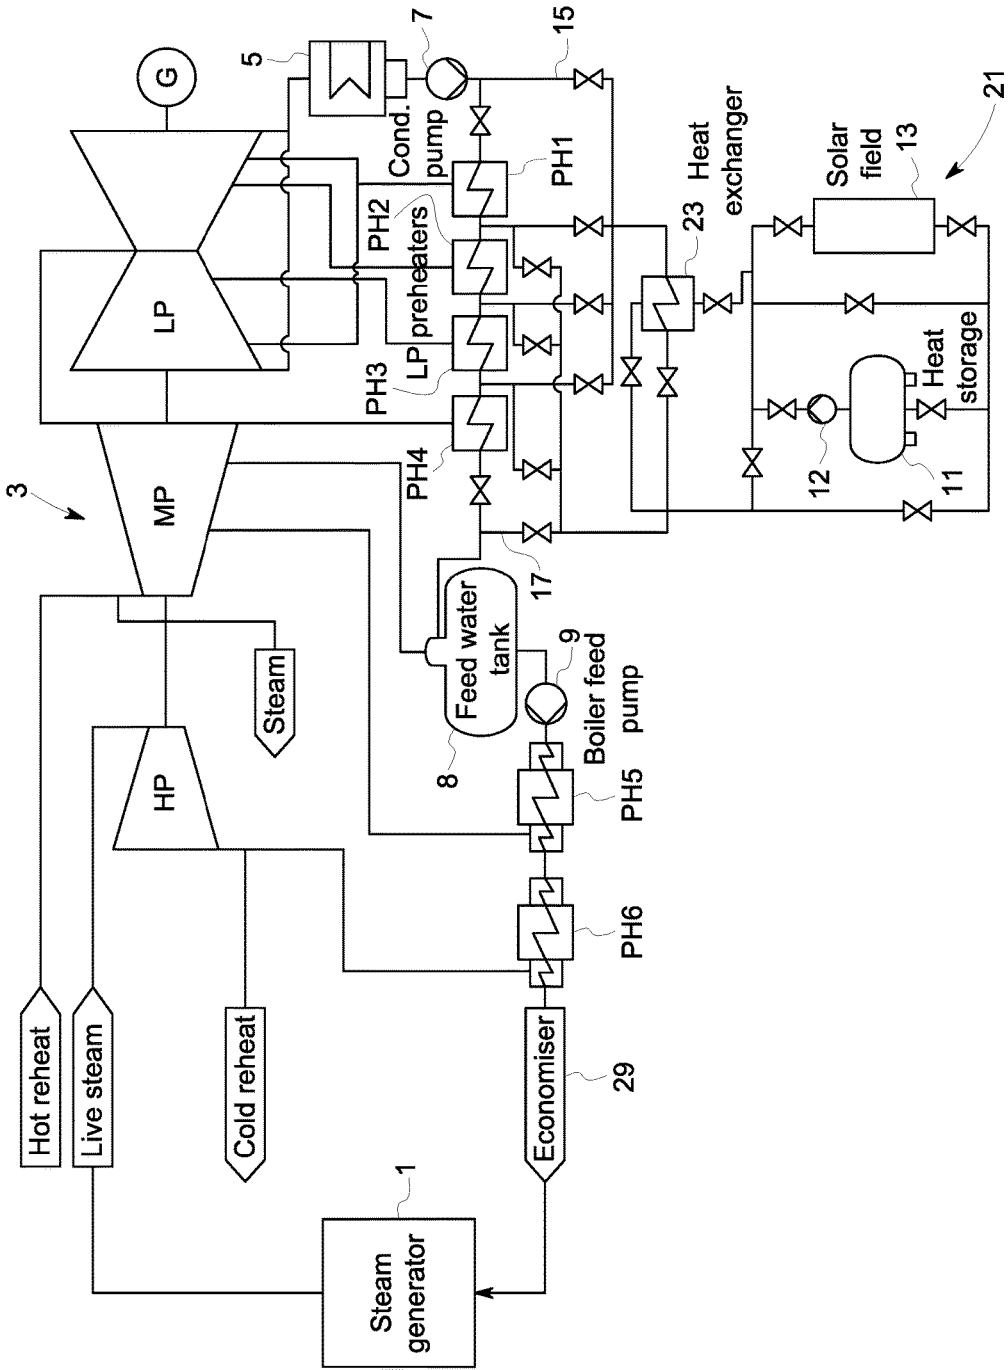 Hot reheat
Live steam
Cold reheat
Steam
generator
1
Economiser
29
3
HP
MP
LP
G
Steam
5
7
Cond.
pump
15
PH1
PH2
LP preheaters
PH3
PH4
Feed water
tank
8
9
Boiler feed
pump
PH5
PH6
17
Heat
exchanger
23
Solar
field
13
21
12
11
Heat
storage